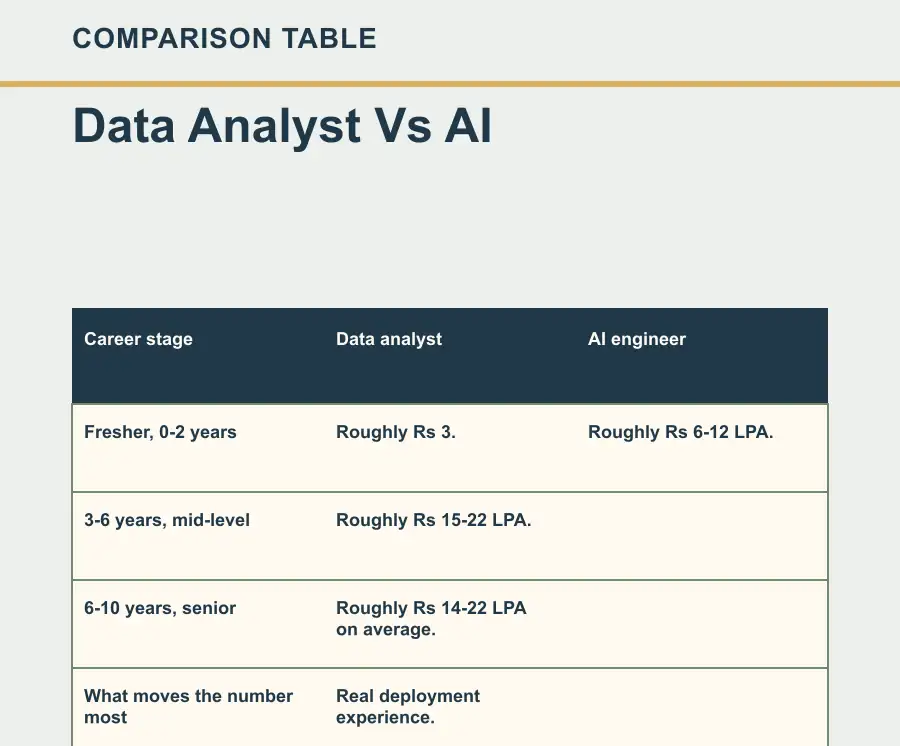 COMPARISON TABLE
Data Analyst Vs AI
Career stage Data analyst AI engineer
Fresher, 0-2 years Roughly Rs 3. Roughly Rs 6-12 LPA.
3-6 years, mid-level Roughly Rs 15-22 LPA.
6-10 years, senior Roughly Rs 14-22 LPA
on average.
What moves the number Real deployment
most experience.